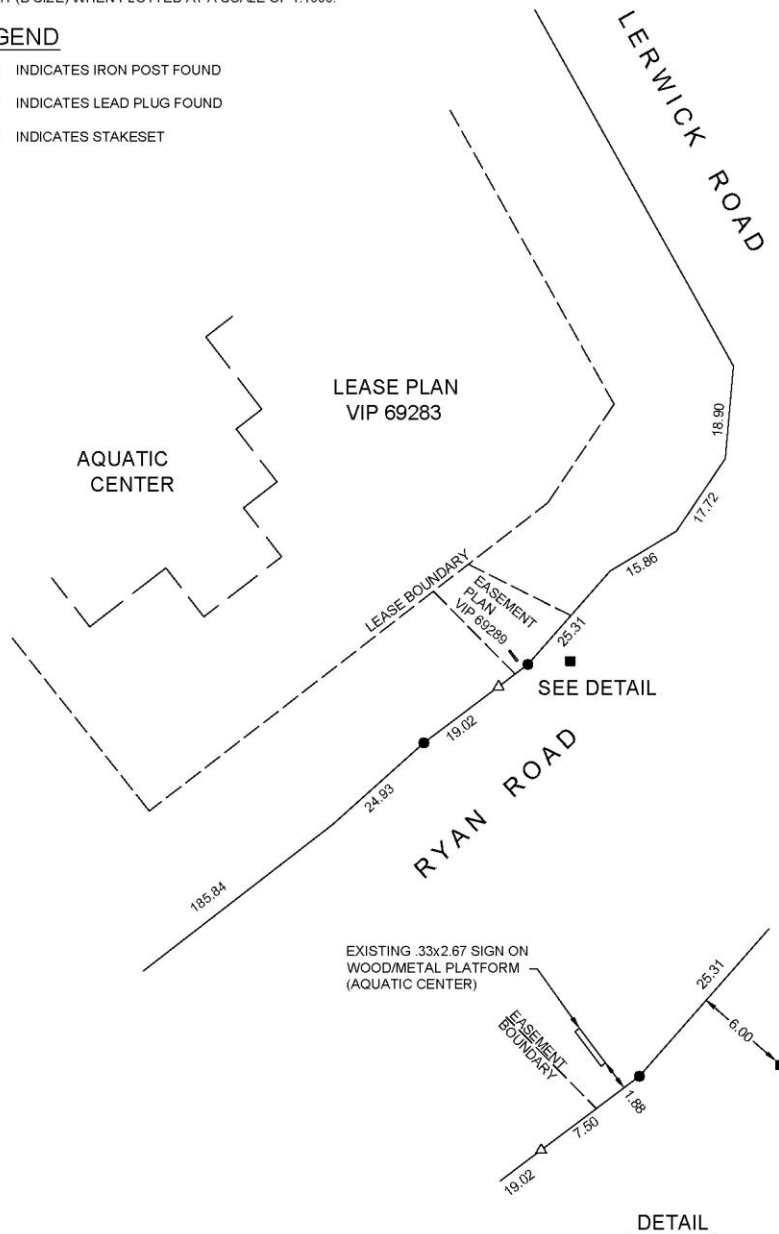 (B SIZE) WHEN PLOTTED AT A SCALE OF 1:1000.
GEND
INDICATES IRON POST FOUND
INDICATES LEAD PLUG FOUND
INDICATES STAKESET
LERWICK ROAD
LEASE PLAN
VIP 69283
AQUATIC
CENTER
18.90
17.72
15.86
LEASE BOUNDARY
EASEMENT
PLAN
VIP 69289
25.31
SEE DETAIL
19.02
24.93
RYAN ROAD
185.84
EXISTING .33x2.67 SIGN ON
WOOD/METAL PLATFORM
(AQUATIC CENTER)
25.31
6.00
EASEMENT
BOUNDARY
1.88
7.50
19.02
DETAIL